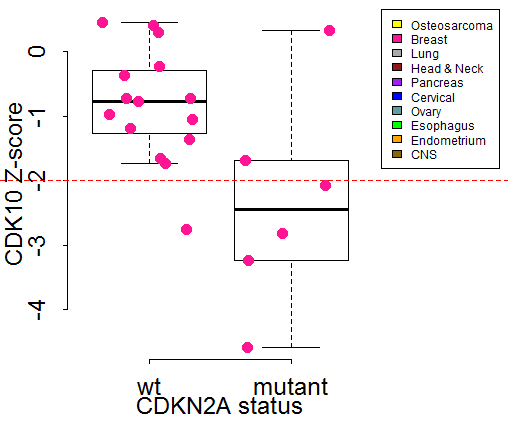 Osteosarcoma
Breast
Lung
Head & Neck
Pancreas
Cervical
Ovary
Esophagus
Endometrium
CNS
0
-1
-2
-3
-4
CDK10 Z-score
wt mutant
CDKN2A status